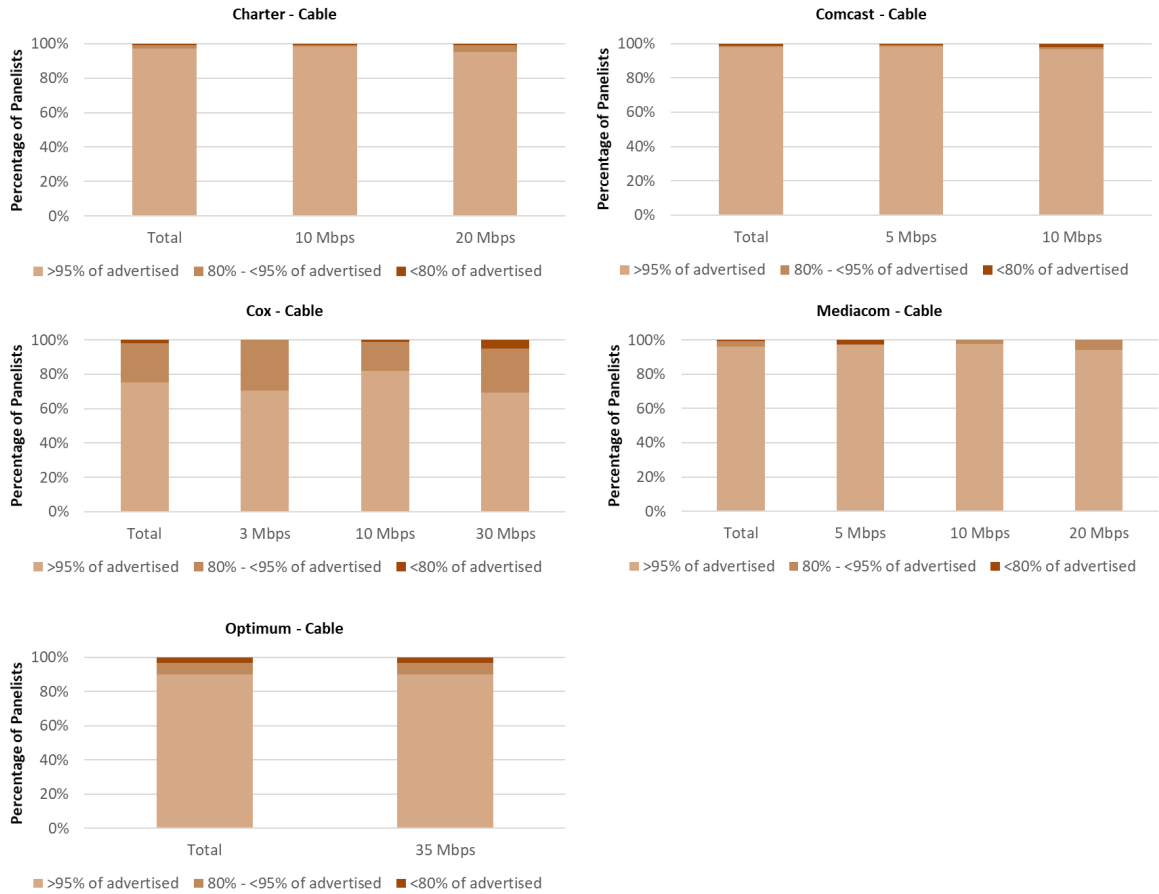 Charter - Cable
Percentage of Panelists
100%
80%
60%
40%
20%
0%
Total 10 Mbps 20 Mbps
>95% of advertised 80% - <95% of advertised <80% of advertised
Comcast - Cable
Percentage of Panelists
100%
80%
60%
40%
20%
0%
Total 5 Mbps 10 Mbps
>95% of advertised 80% - <95% of advertised <80% of advertised
Cox - Cable
Percentage of Panelists
100%
80%
60%
40%
20%
0%
Total 3 Mbps 10 Mbps 30 Mbps
>95% of advertised 80% - <95% of advertised <80% of advertised
Mediacom - Cable
Percentage of Panelists
100%
80%
60%
40%
20%
0%
Total 5 Mbps 10 Mbps 20 Mbps
>95% of advertised 80% - <95% of advertised <80% of advertised
Optimum - Cable
Percentage of Panelists
100%
80%
60%
40%
20%
0%
Total 35 Mbps
>95% of advertised 80% - <95% of advertised <80% of advertised